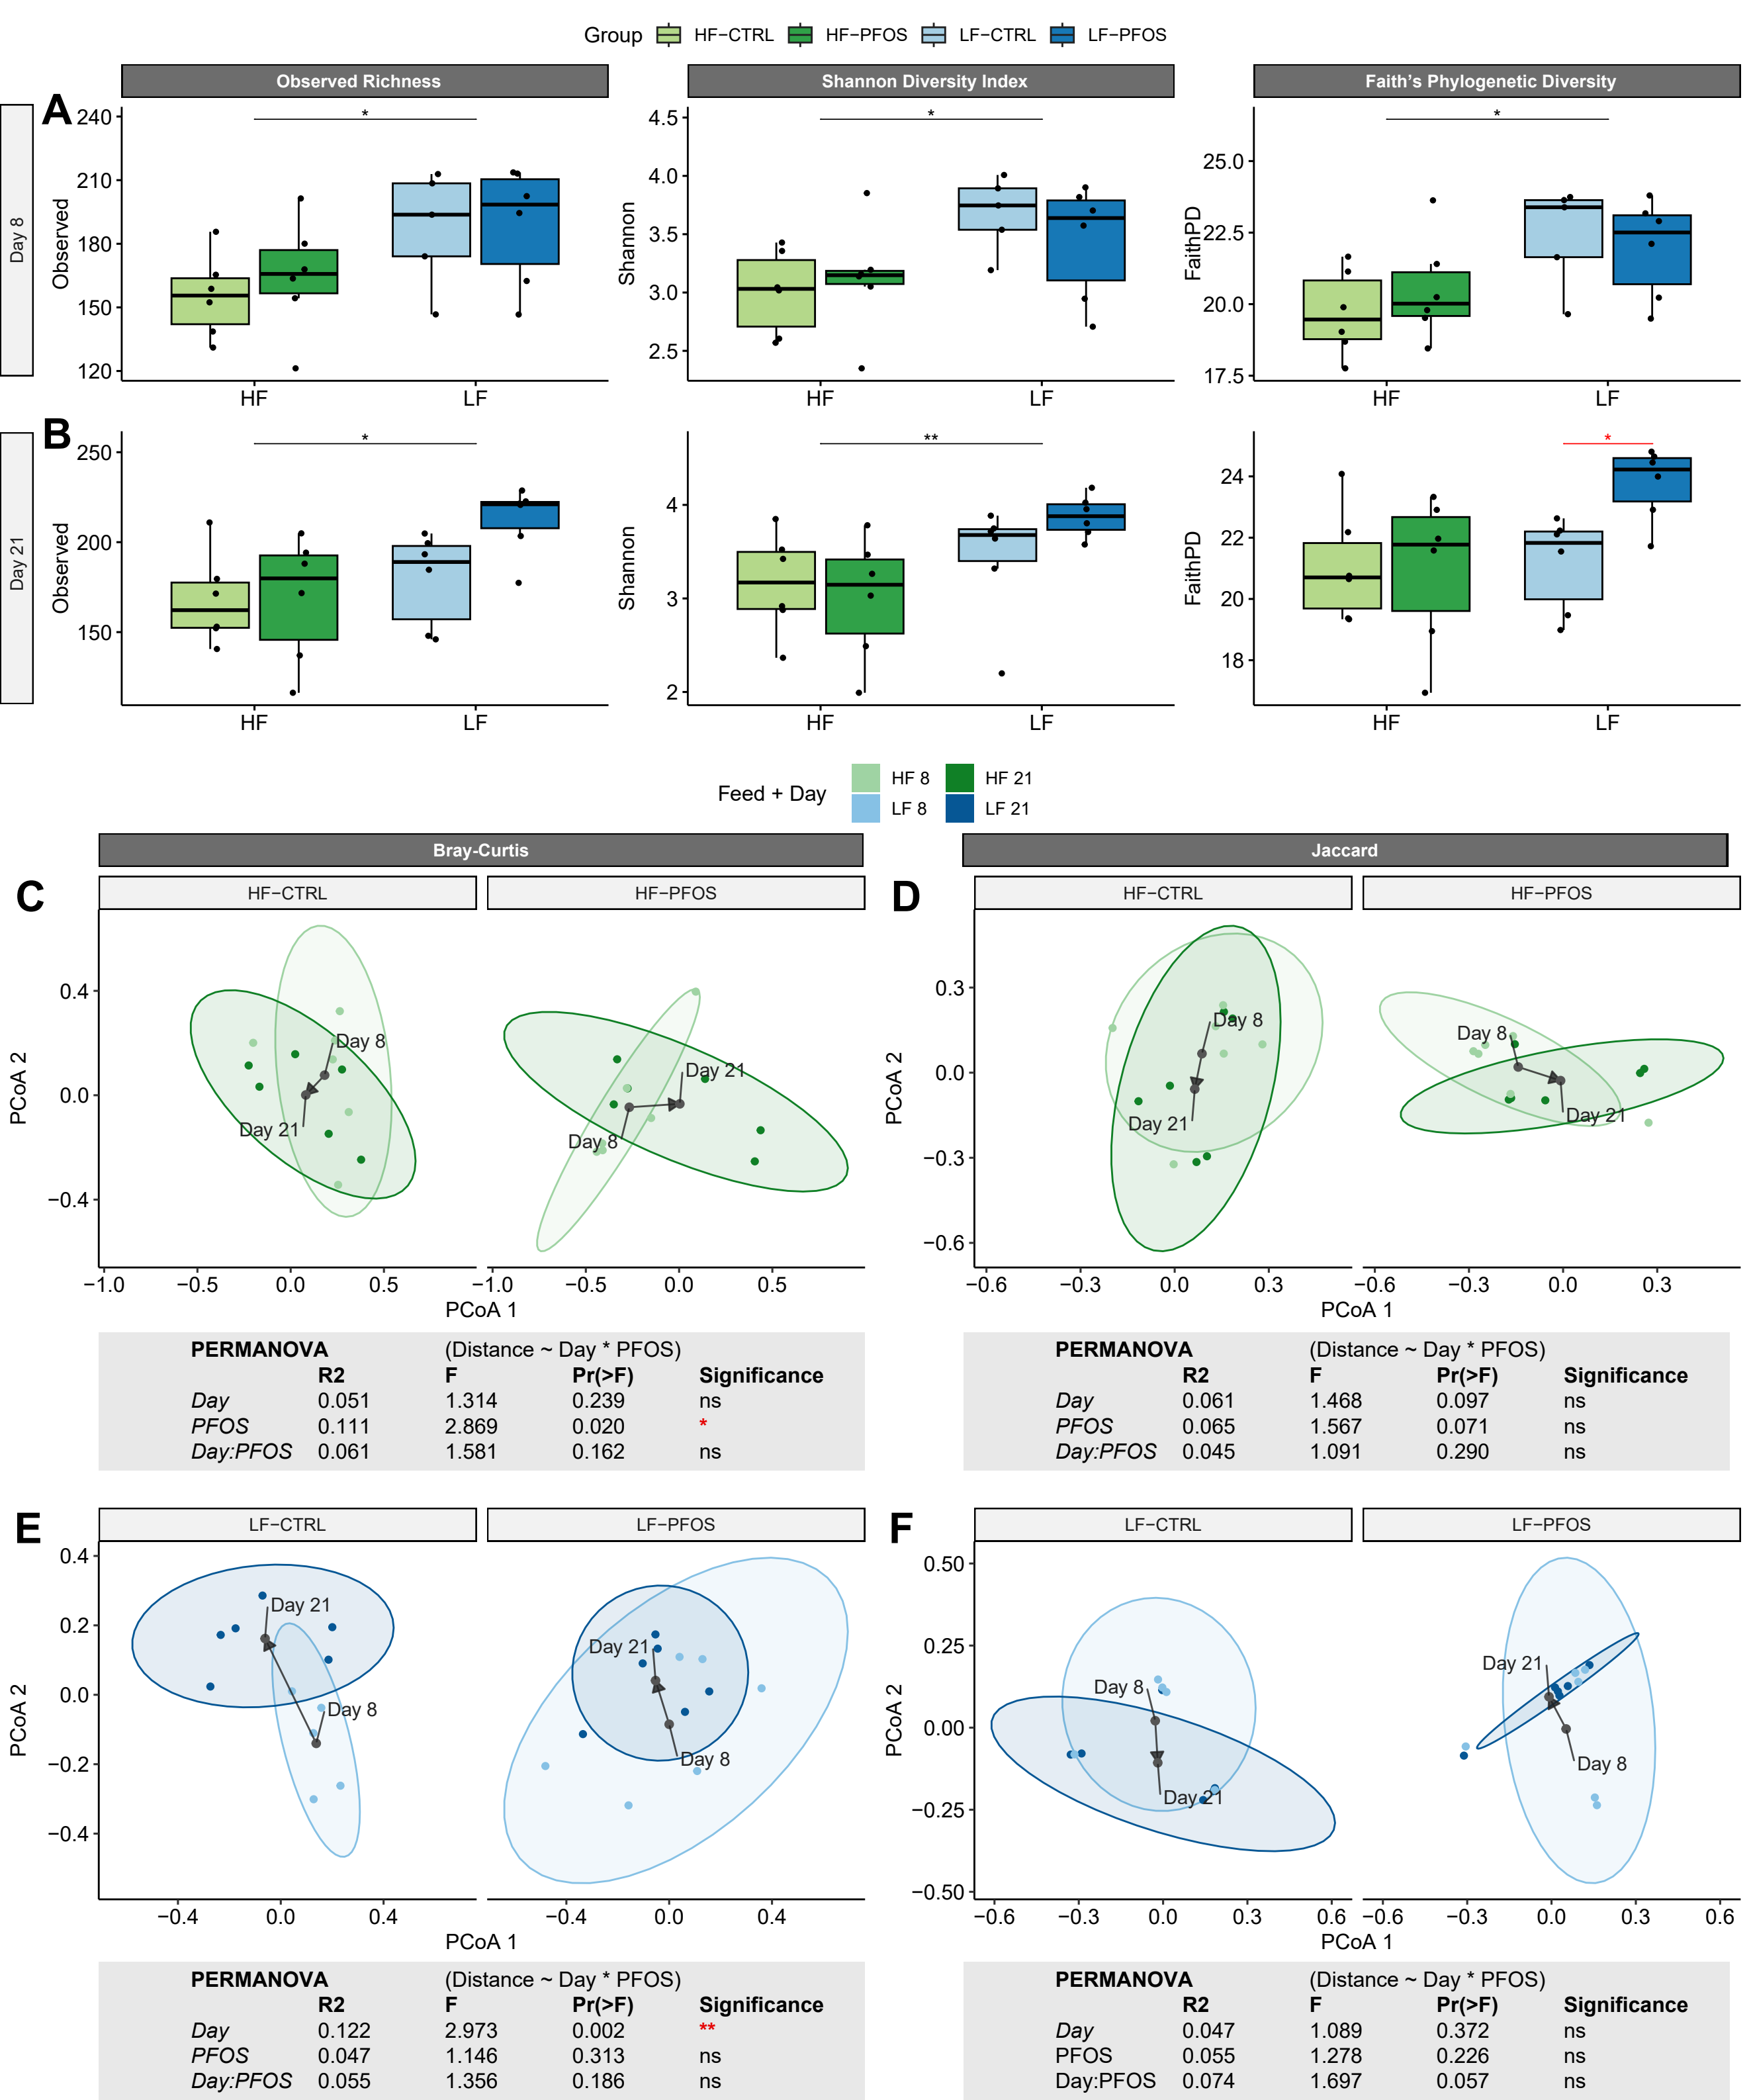 Group HF−CTRL HF−PFOS LF−CTRL LF−PFOS
Observed Richness Shannon Diversity Index Faith's Phylogenetic Diversity
A
Day 8
Observed
240
210
180
150
120
HF LF
*
Shannon
4.5
4.0
3.5
3.0
2.5
HF LF
*
FaithPD
25.0
22.5
20.0
17.5
HF LF
*
B
Day 21
Observed
250
200
150
HF LF
*
Shannon
4
3
2
HF LF
**
FaithPD
24
22
20
18
HF LF
*
Feed + Day
HF 8 HF 21
LF 8 LF 21
Bray-Curtis Jaccard
C
HF−CTRL HF−PFOS
PCoA 2
0.4
0.0
−0.4
Day 8
Day 21
Day 21
Day 8
−1.0 −0.5 0.0 0.5 −1.0 −0.5 0.0 0.5
PCoA 1
PERMANOVA (Distance ~ Day * PFOS)
R2 F Pr(>F) Significance
Day 0.051 1.314 0.239 ns
PFOS 0.111 2.869 0.020 *
Day:PFOS 0.061 1.581 0.162 ns
D
HF−CTRL HF−PFOS
PCoA 2
0.3
0.0
−0.3
−0.6
Day 8
Day 21
Day 8
Day 21
−0.6 −0.3 0.0 0.3 −0.6 −0.3 0.0 0.3
PCoA 1
PERMANOVA (Distance ~ Day * PFOS)
R2 F Pr(>F) Significance
Day 0.061 1.468 0.097 ns
PFOS 0.065 1.567 0.071 ns
Day:PFOS 0.045 1.091 0.290 ns
E
LF−CTRL LF−PFOS
PCoA 2
0.4
0.2
0.0
−0.2
−0.4
Day 21
Day 8
Day 21
Day 8
−0.4 0.0 0.4 −0.4 0.0 0.4
PCoA 1
PERMANOVA (Distance ~ Day * PFOS)
R2 F Pr(>F) Significance
Day 0.122 2.973 0.002 **
PFOS 0.047 1.146 0.313 ns
Day:PFOS 0.055 1.356 0.186 ns
F
LF−CTRL LF−PFOS
PCoA 2
0.50
0.25
0.00
−0.25
−0.50
Day 8
Day 21
Day 21
Day 8
−0.6 −0.3 0.0 0.3 0.6 −0.6 −0.3 0.0 0.3 0.6
PCoA 1
PERMANOVA (Distance ~ Day * PFOS)
R2 F Pr(>F) Significance
Day 0.047 1.089 0.372 ns
PFOS 0.055 1.278 0.226 ns
Day:PFOS 0.074 1.697 0.057 ns